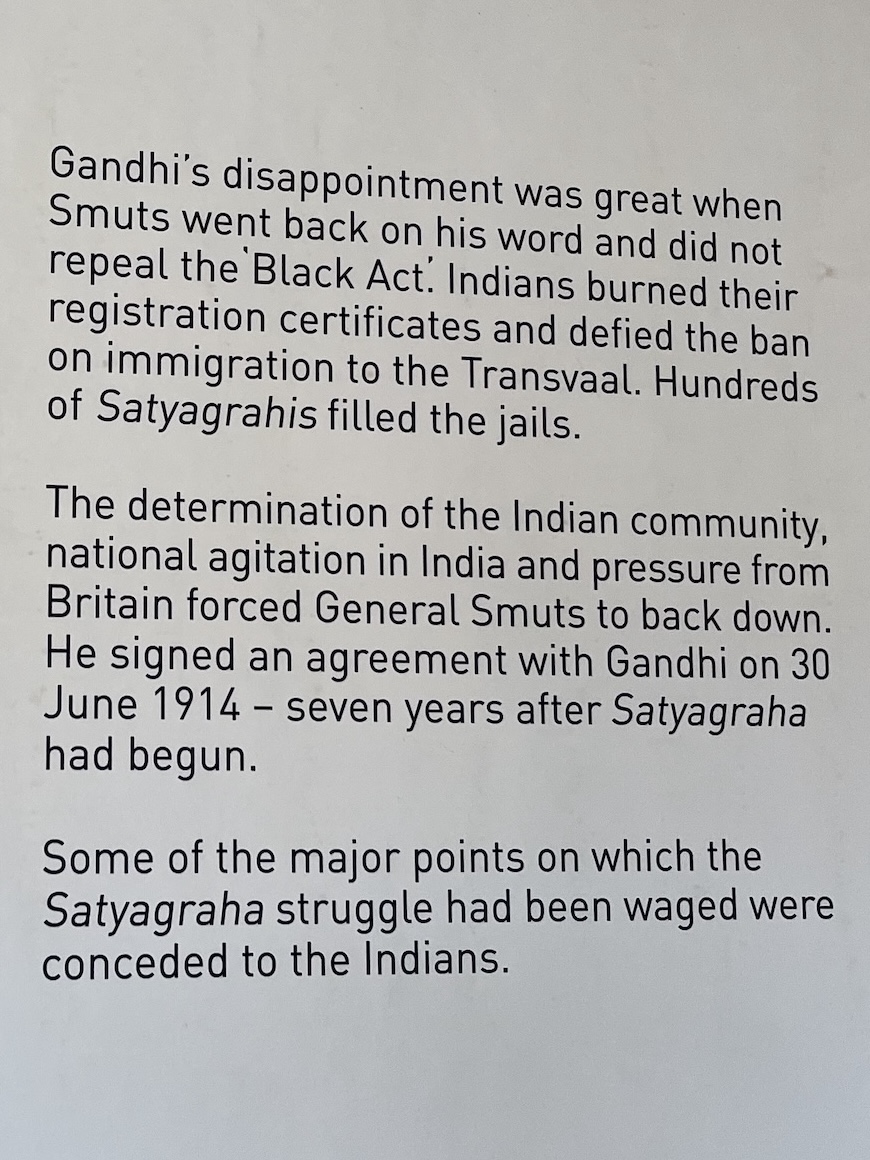 Gandhi's disappointment was great when
Smuts went back on his word and did not
repeal the 'Black Act'. Indians burned their
registration certificates and defied the ban
on immigration to the Transvaal. Hundreds
of Satyagrahis filled the jails.
The determination of the Indian community,
national agitation in India and pressure from
Britain forced General Smuts to back down.
He signed an agreement with Gandhi on 30
June 1914 – seven years after Satyagraha
had begun.
Some of the major points on which the
Satyagraha struggle had been waged were
conceded to the Indians.